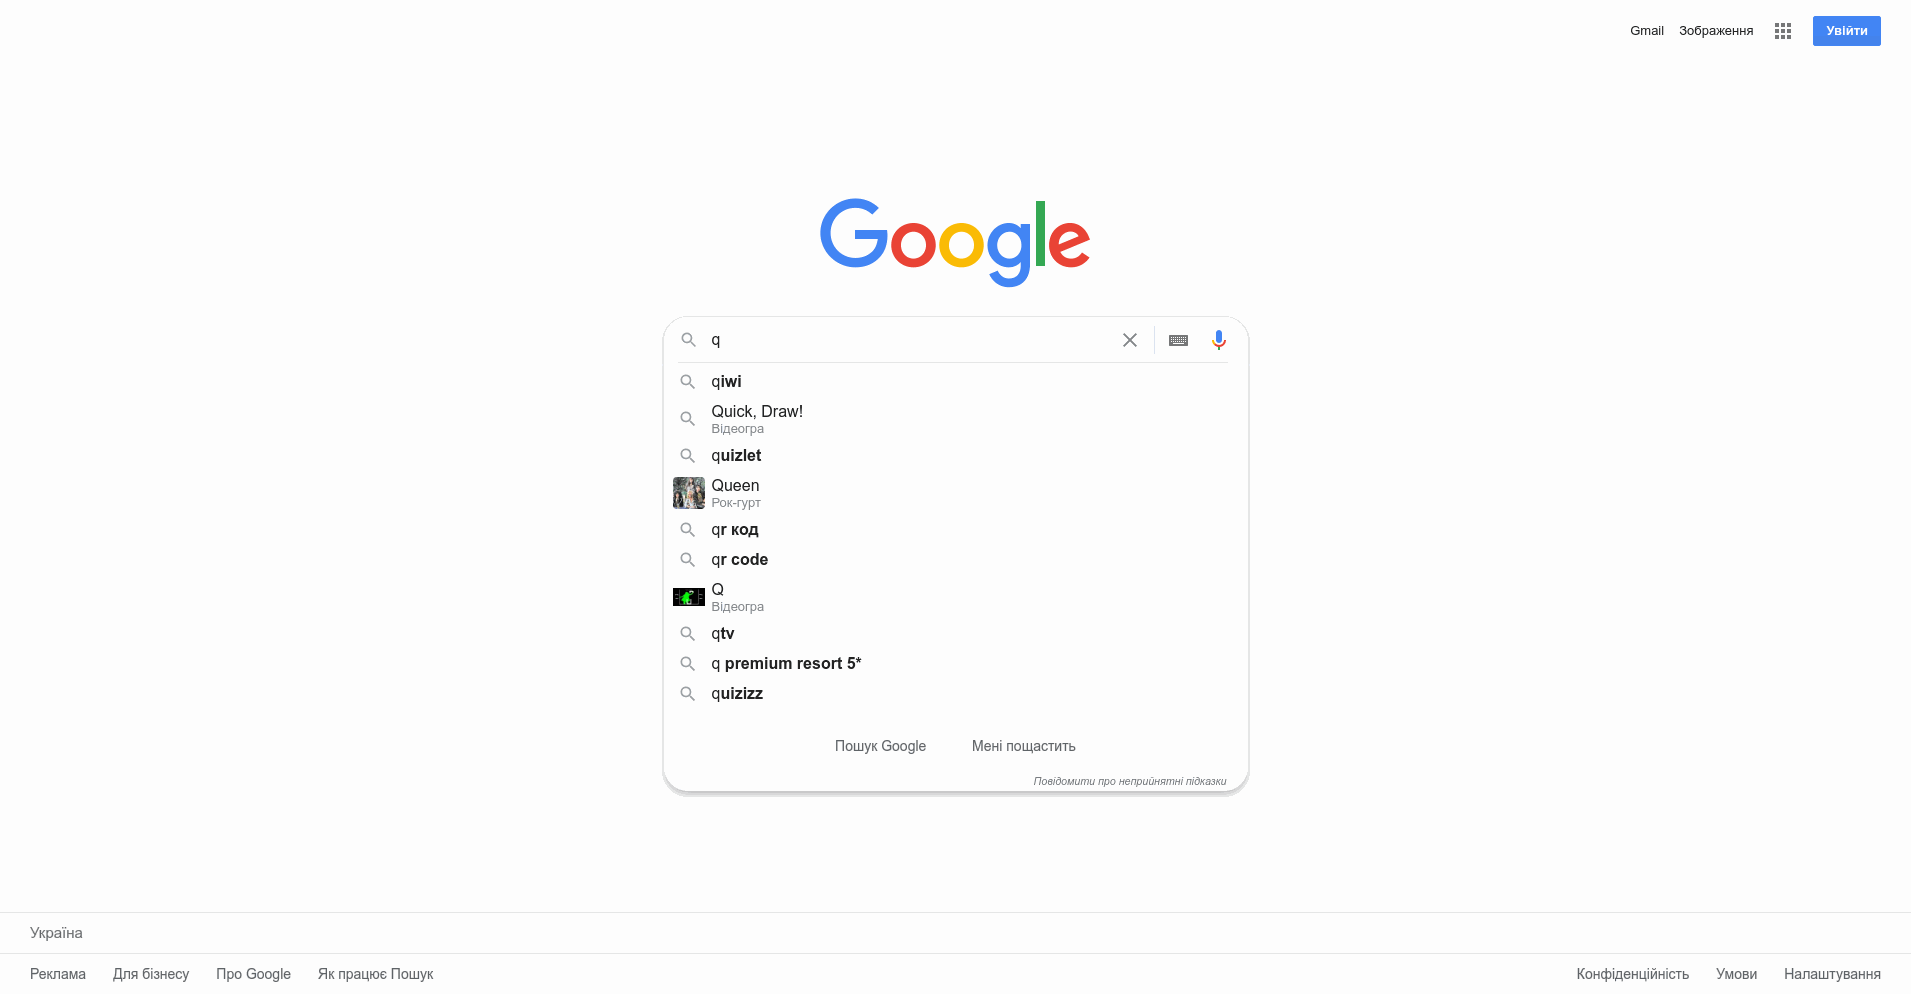 Gmail Зображення Увійти
Google
q
qiwi
Quick, Draw!
Відеогра
quizlet
Queen
Рок-гурт
qr код
qr code
Q
Відеогра
qtv
q premium resort 5*
quizizz
Пошук Google Мені пощастить
Повідомити про неприйнятні підказки
Україна
Реклама Для бізнесу Про Google Як працює Пошук Конфіденційність Умови Налаштування